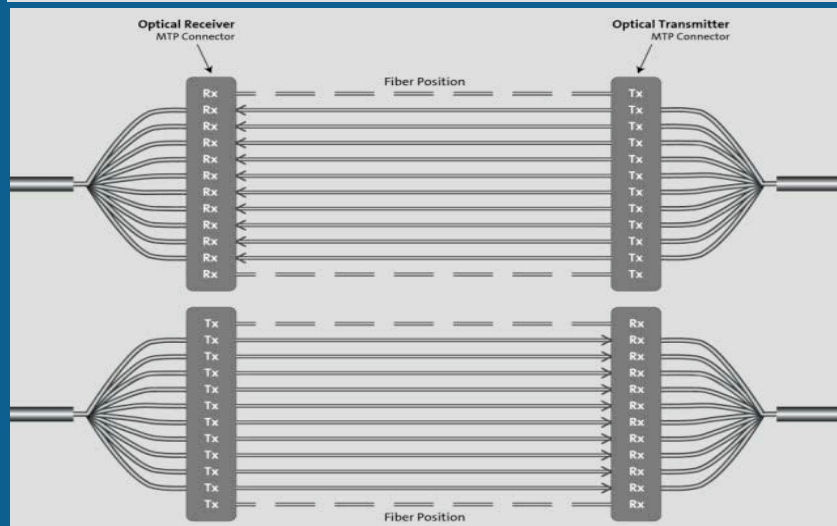 Optical Receiver
MTP Connector
Optical Transmitter
MTP Connector
Fiber Position
Rx Tx
Rx Tx
Rx Tx
Rx Tx
Rx Tx
Rx Tx
Rx Tx
Rx Tx
Rx Tx
Rx Tx
Rx Tx
Rx Tx
Tx Rx
Tx Rx
Tx Rx
Tx Rx
Tx Rx
Tx Rx
Tx Rx
Tx Rx
Tx Rx
Tx Rx
Tx Rx
Tx Rx
Fiber Position